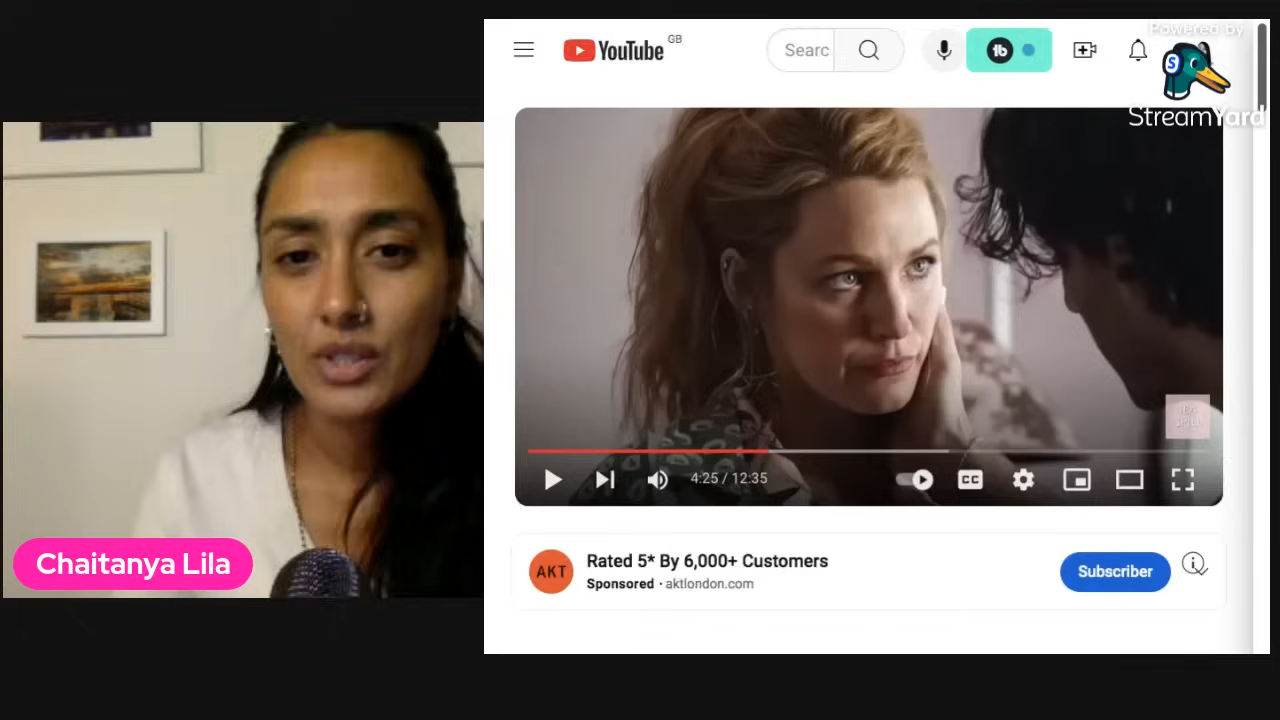 Powered by
StreamYard
YouTube GB
Searc
4:25 / 12:35
CC
AKT
Rated 5* By 6,000+ Customers
Sponsored · aktlondon.com
Subscriber
Chaitanya Lila